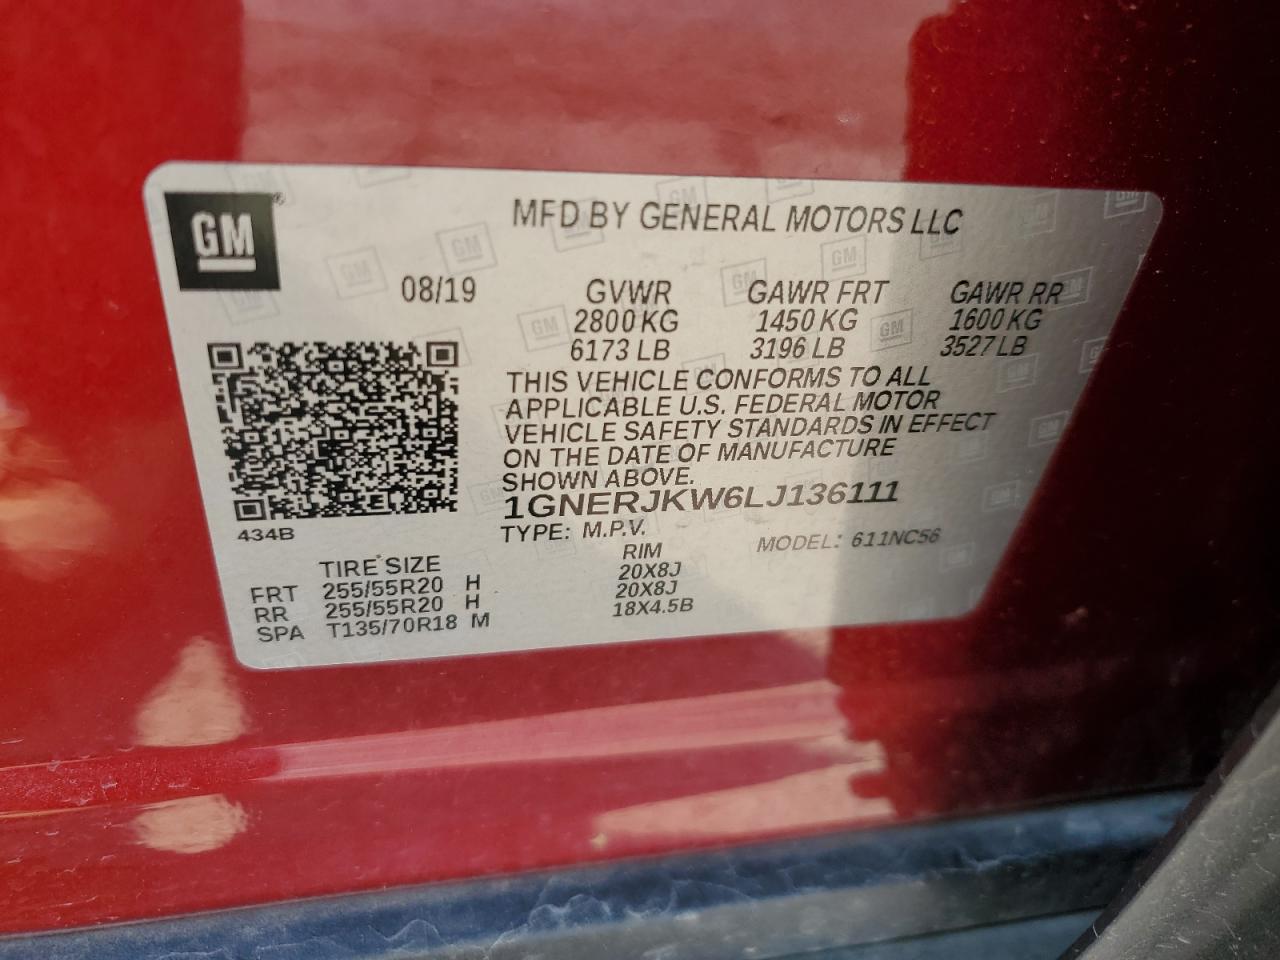 GM®
MFD BY GENERAL MOTORS LLC
08/19 GVWR GAWR FRT GAWR RR
2800 KG 1450 KG 1600 KG
6173 LB 3196 LB 3527 LB
THIS VEHICLE CONFORMS TO ALL
APPLICABLE U.S. FEDERAL MOTOR
VEHICLE SAFETY STANDARDS IN EFFECT
ON THE DATE OF MANUFACTURE
SHOWN ABOVE.
1GNERJKW6LJ136111
434B
TYPE: M.P.V. MODEL: 611NC56
TIRE SIZE RIM
FRT 255/55R20 H 20X8J
RR 255/55R20 H 20X8J
SPA T135/70R18 M 18X4.5B